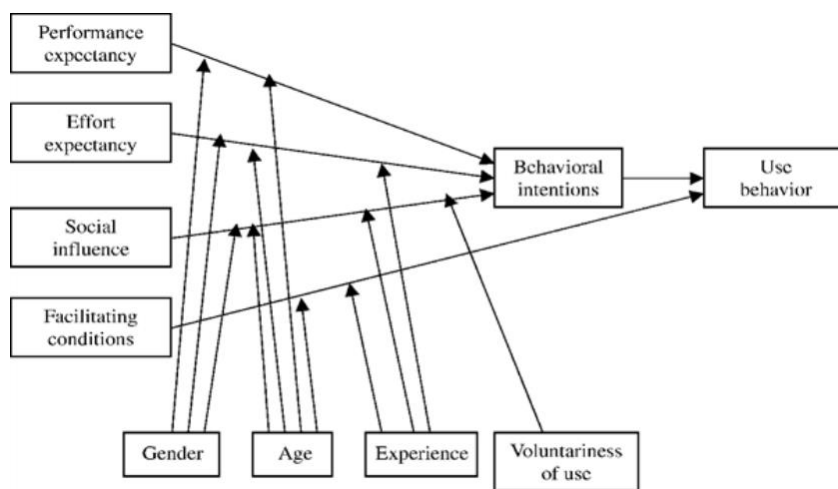 Performance
expectancy
Effort
expectancy
Social
influence
Facilitating
conditions
Behavioral
intentions
Use
behavior
Gender
Age
Experience
Voluntariness
of use